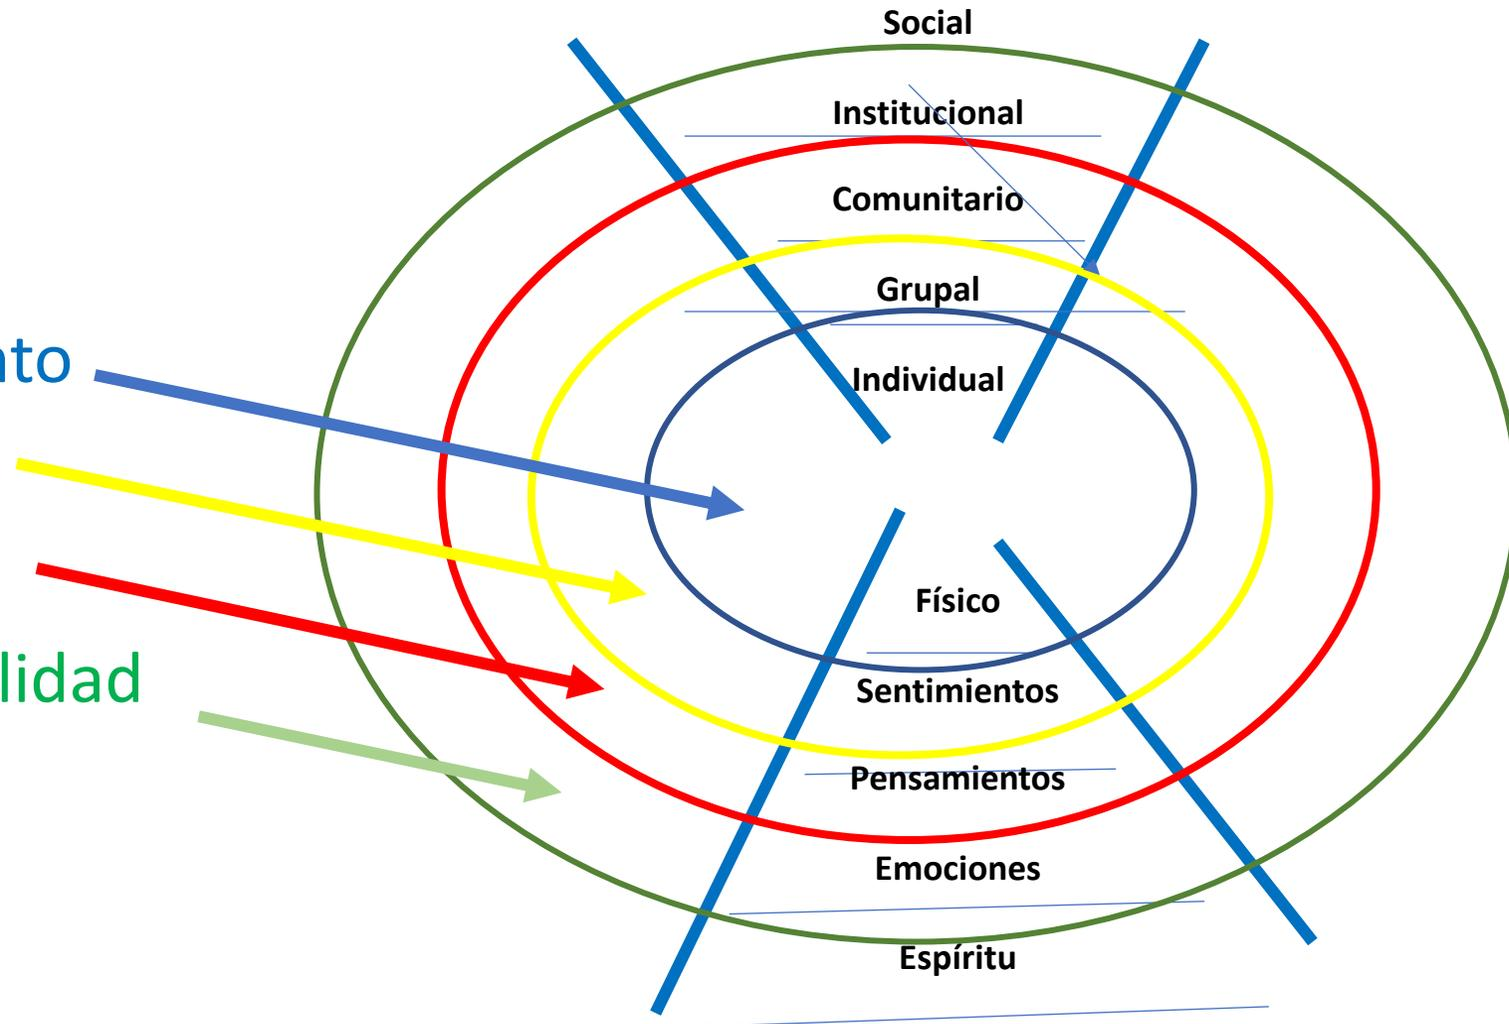 Social
Institucional
Comunitario
Grupal
nto
Individual
Físico
lidad
Sentimientos
Pensamientos
Emociones
Espíritu